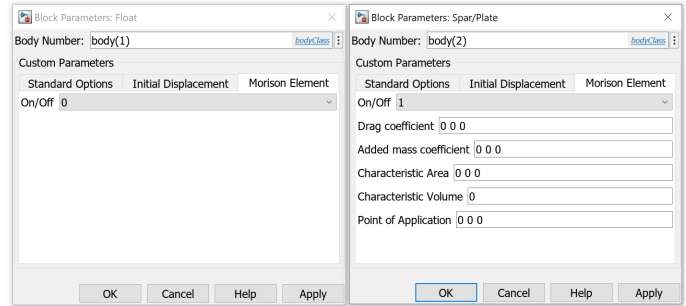 Block Parameters: Float
Body Number: body(1) bodyClass
Custom Parameters
Standard Options Initial Displacement Morison Element
On/Off 0
OK Cancel Help Apply
Block Parameters: Spar/Plate
Body Number: body(2) bodyClass
Custom Parameters
Standard Options Initial Displacement Morison Element
On/Off 1
Drag coefficient 0 0 0
Added mass coefficient 0 0 0
Characteristic Area 0 0 0
Characteristic Volume 0
Point of Application 0 0 0
OK Cancel Help Apply